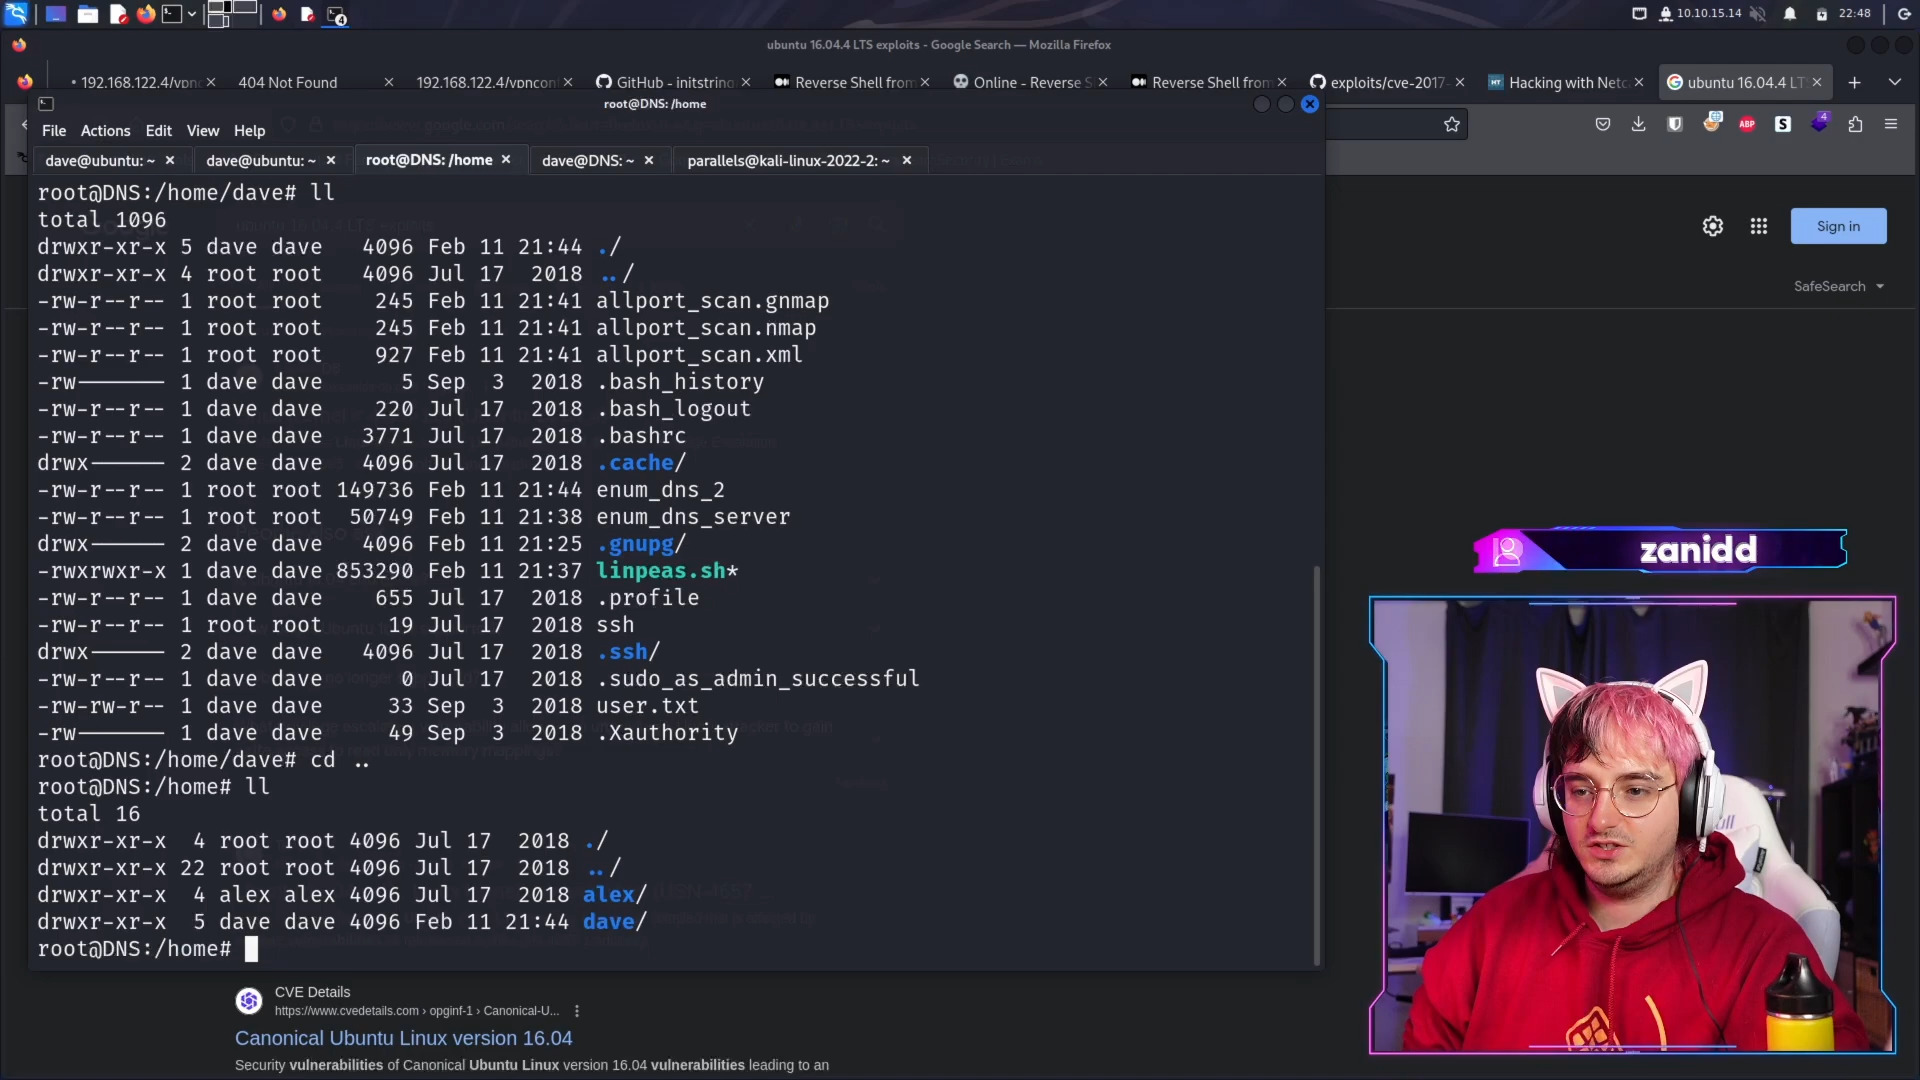 10.10.15.14
22:48
4
ubuntu 16.04.4 LTS exploits - Google Search — Mozilla Firefox
192.168.122.4/vpnc
404 Not Found
192.168.122.4/vpncon
GitHub - initstring
Reverse Shell from
Online - Reverse S
Reverse Shell from
exploits/cve-2017-
Hacking with Netc
ubuntu 16.04.4 LTS
root@DNS: /home
File Actions Edit View Help
ABP
S
4
dave@ubuntu: ~
dave@ubuntu: ~
root@DNS: /home
dave@DNS: ~
parallels@kali-linux-2022-2: ~
root@DNS:/home/dave# ll
total 1096
drwxr-xr-x 5 dave dave   4096 Feb 11 21:44 ./
drwxr-xr-x 4 root root   4096 Jul 17  2018 ../
-rw-r--r-- 1 root root    245 Feb 11 21:41 allport_scan.gnmap
-rw-r--r-- 1 root root    245 Feb 11 21:41 allport_scan.nmap
-rw-r--r-- 1 root root    927 Feb 11 21:41 allport_scan.xml
-rw------- 1 dave dave      5 Sep  3  2018 .bash_history
-rw-r--r-- 1 dave dave    220 Jul 17  2018 .bash_logout
-rw-r--r-- 1 dave dave   3771 Jul 17  2018 .bashrc
drwx------ 2 dave dave   4096 Jul 17  2018 .cache/
-rw-r--r-- 1 root root 149736 Feb 11 21:44 enum_dns_2
-rw-r--r-- 1 root root  50749 Feb 11 21:38 enum_dns_server
drwx------ 2 dave dave   4096 Feb 11 21:25 .gnupg/
-rwxrwxr-x 1 dave dave 853290 Feb 11 21:37 linpeas.sh*
-rw-r--r-- 1 dave dave    655 Jul 17  2018 .profile
-rw-r--r-- 1 root root     19 Jul 17  2018 ssh
drwx------ 2 dave dave   4096 Jul 17  2018 .ssh/
-rw-r--r-- 1 dave dave      0 Jul 17  2018 .sudo_as_admin_successful
-rw-rw-r-- 1 dave dave     33 Sep  3  2018 user.txt
-rw------- 1 dave dave     49 Sep  3  2018 .Xauthority
root@DNS:/home/dave# cd ..
root@DNS:/home# ll
total 16
drwxr-xr-x  4 root root 4096 Jul 17  2018 ./
drwxr-xr-x 22 root root 4096 Jul 17  2018 ../
drwxr-xr-x  4 alex alex 4096 Jul 17  2018 alex/
drwxr-xr-x  5 dave dave 4096 Feb 11 21:44 dave/
root@DNS:/home#
Sign in
SafeSearch
zanidd
CVE Details
https://www.cvedetails.com › opginf-1 › Canonical-U...
Canonical Ubuntu Linux version 16.04
Security vulnerabilities of Canonical Ubuntu Linux version 16.04 vulnerabilities leading to an